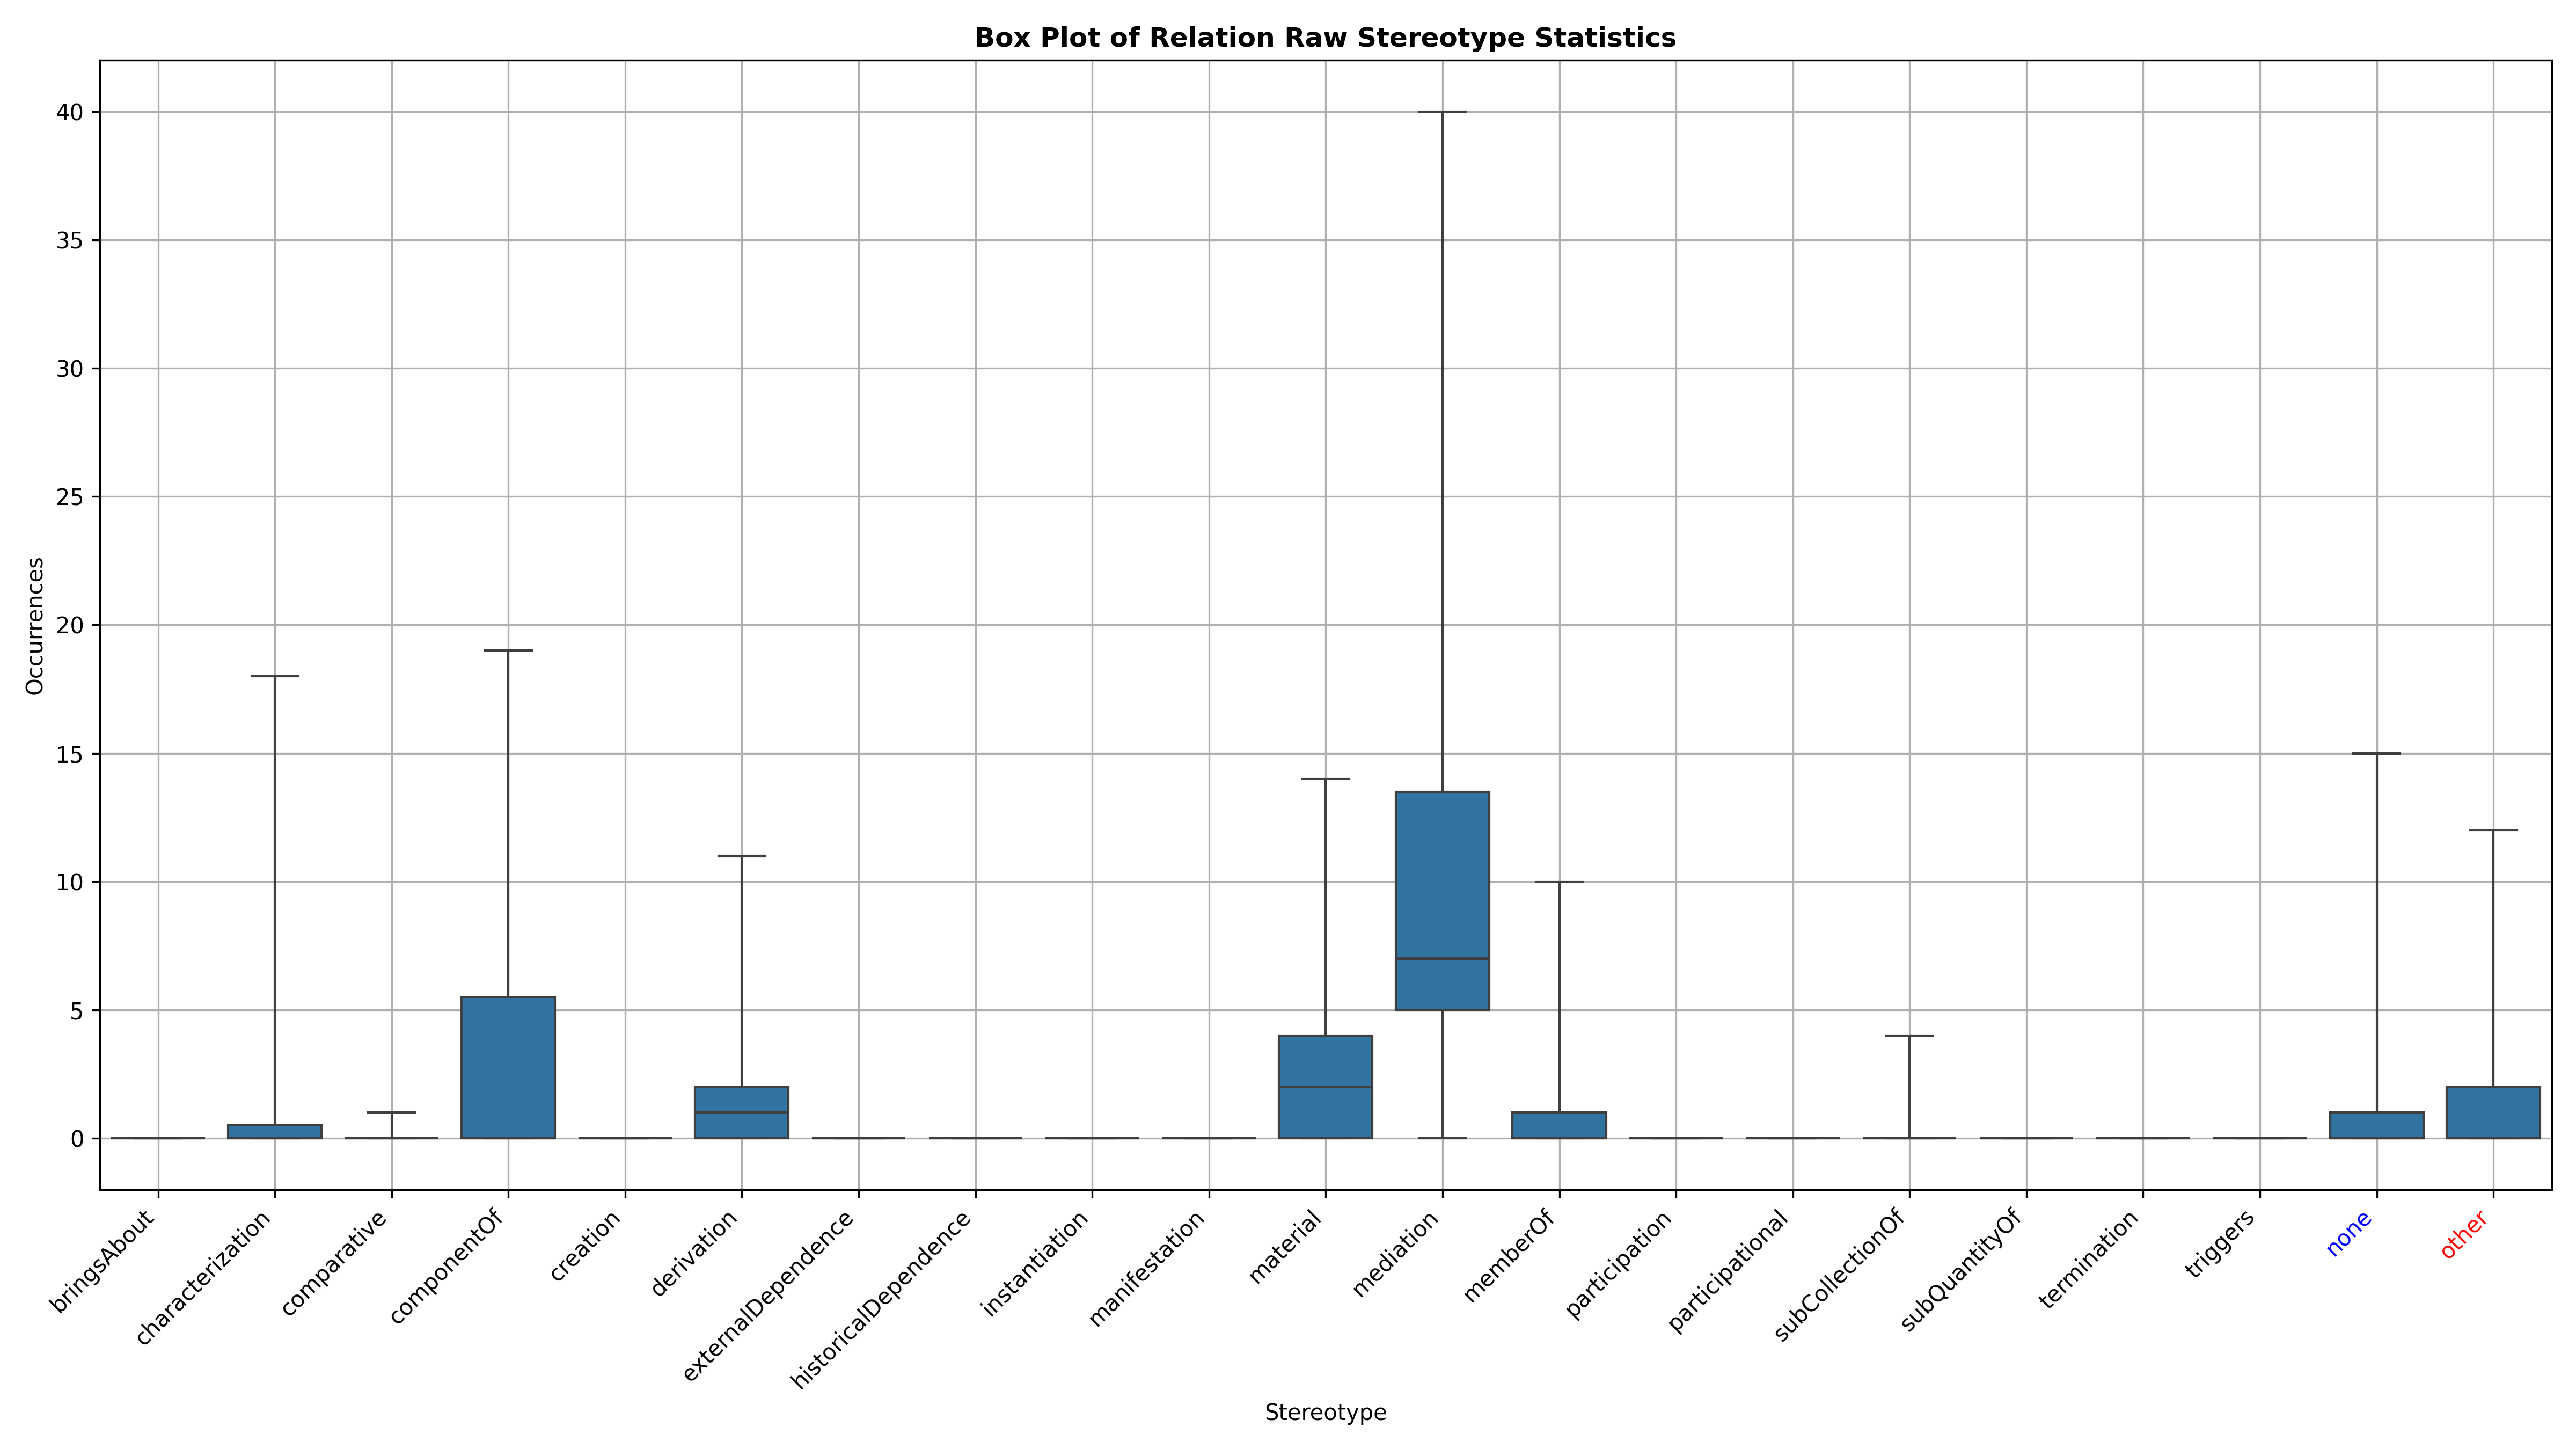 Box Plot of Relation Raw Stereotype Statistics
40
35
30
25
20
15
10
5
0
Occurrences
bringsAbout
characterization
comparative
componentOf
creation
derivation
externalDependence
historicalDependence
instantiation
manifestation
material
mediation
memberOf
participation
participational
subCollectionOf
subQuantityOf
termination
triggers
none
other
Stereotype